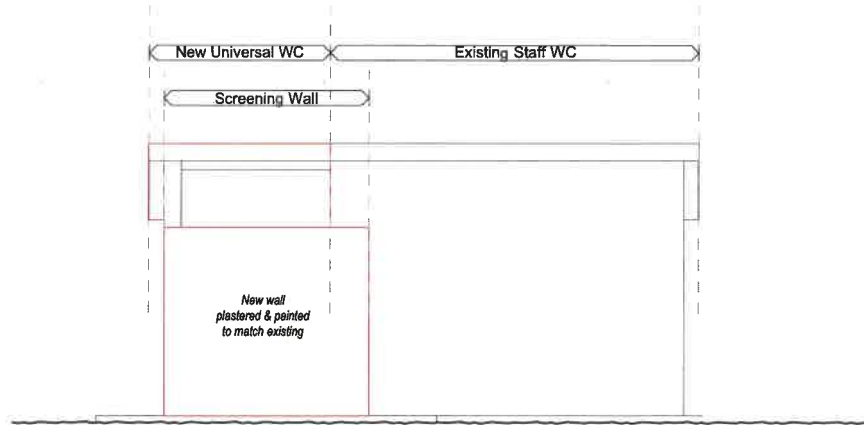 New Universal WC
Existing Staff WC
Screening Wall
New wall
plastered & painted
to match existing